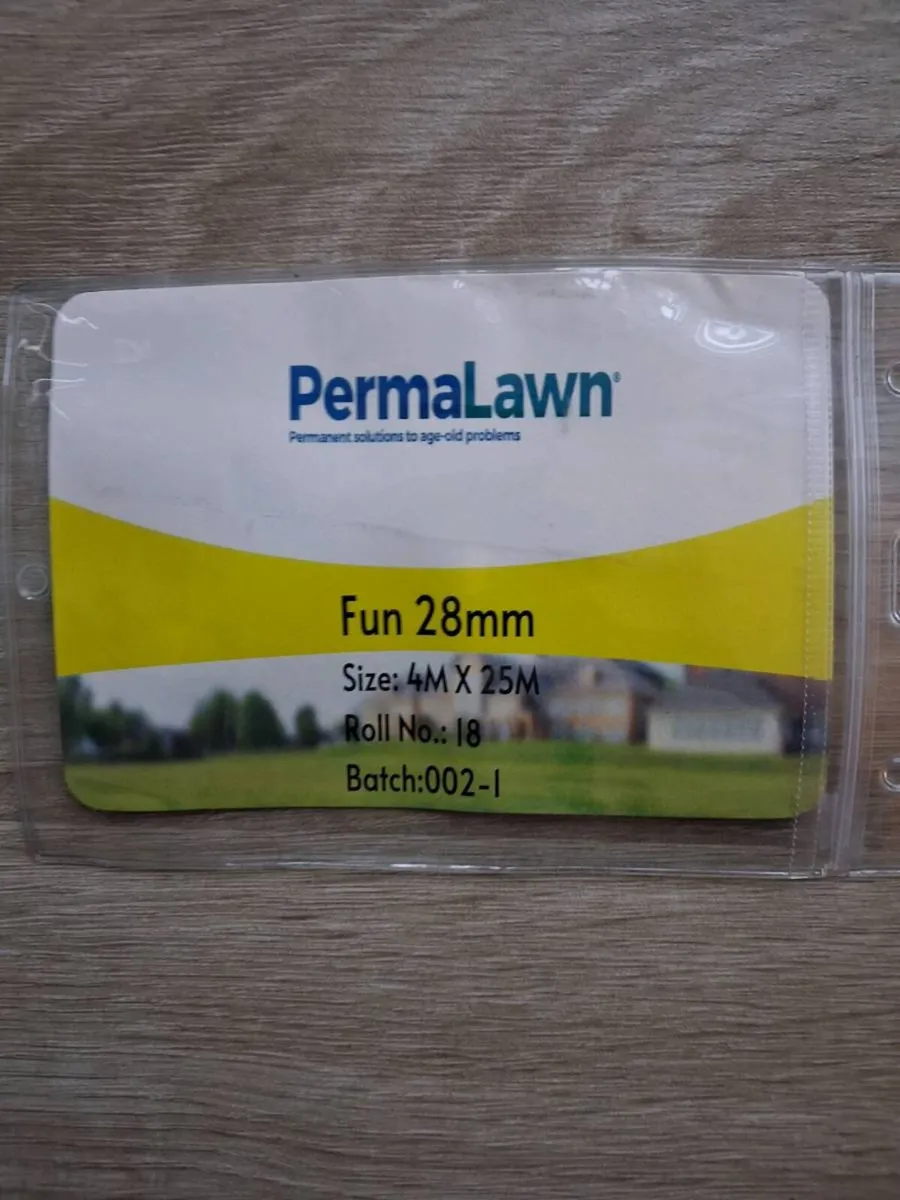 PermaLawn®
Permanent solutions to age-old problems
Fun 28mm
Size: 4M X 25M
Roll No.: 18
Batch:002-1